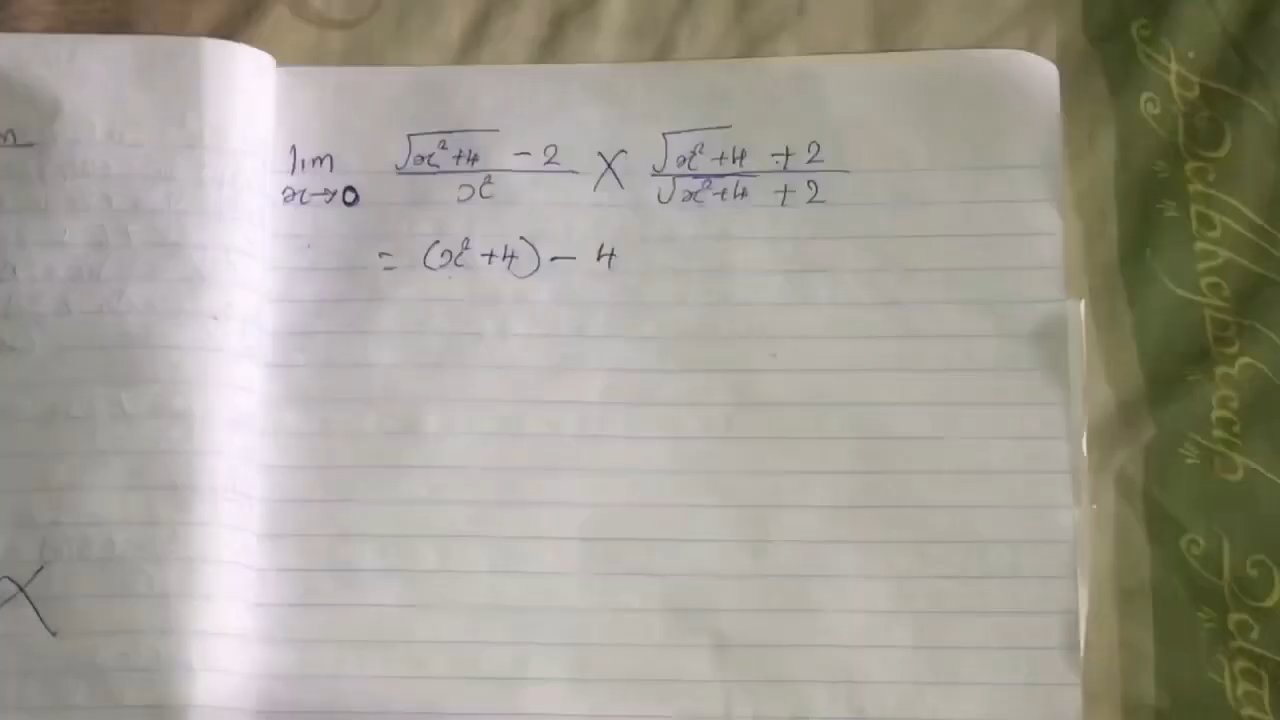 lim x→0 (√(x²+4) - 2)/x² × (√(x²+4) + 2)/(√(x²+4) + 2)
= (x²+4) - 4